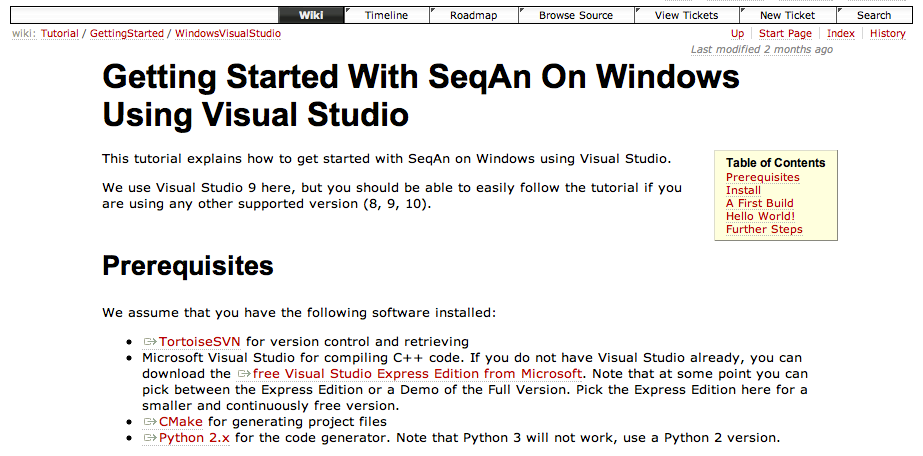 Wiki Timeline Roadmap Browse Source View Tickets New Ticket Search
wiki: Tutorial / GettingStarted / WindowsVisualStudio Up Start Page Index History
Last modified 2 months ago
Getting Started With SeqAn On Windows
Using Visual Studio
This tutorial explains how to get started with SeqAn on Windows using Visual Studio.
We use Visual Studio 9 here, but you should be able to easily follow the tutorial if you
are using any other supported version (8, 9, 10).
Table of Contents
Prerequisites
Install
A First Build
Hello World!
Further Steps
Prerequisites
We assume that you have the following software installed:
• TortoiseSVN for version control and retrieving
• Microsoft Visual Studio for compiling C++ code. If you do not have Visual Studio already, you can
download the free Visual Studio Express Edition from Microsoft. Note that at some point you can
pick between the Express Edition or a Demo of the Full Version. Pick the Express Edition here for a
smaller and continuously free version.
• CMake for generating project files
• Python 2.x for the code generator. Note that Python 3 will not work, use a Python 2 version.